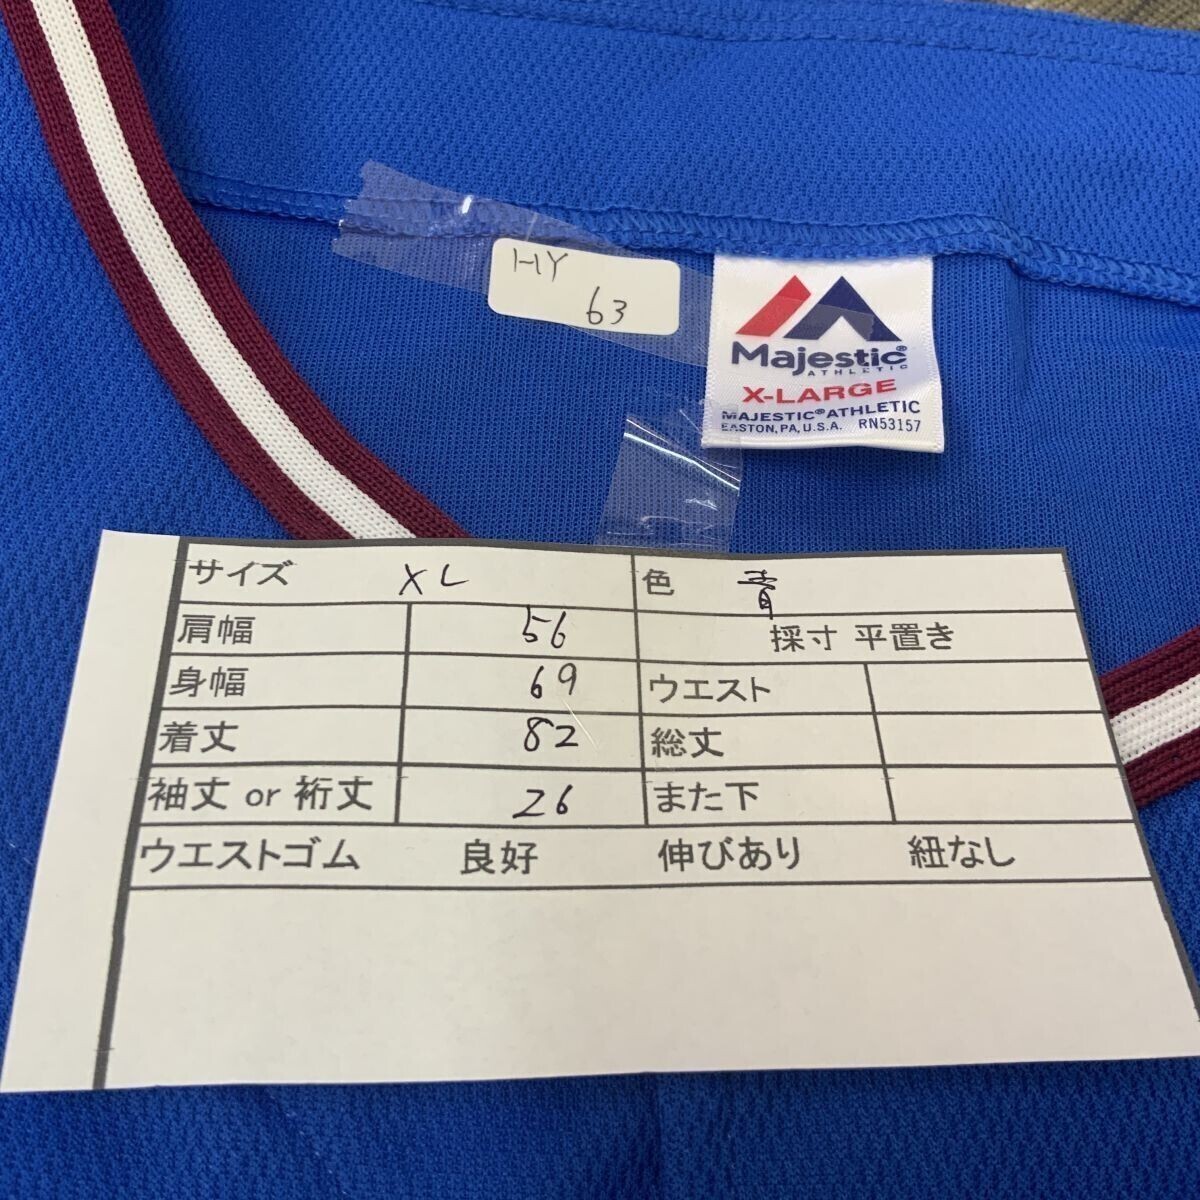 HY
63
Majestic®
ATHLETIC
X-LARGE
MAJESTIC® ATHLETIC
EASTON, PA, U.S.A. RN53157
サイズ XL 色 青
肩幅 56 採寸 平置き
身幅 69 ウエスト
着丈 82 総丈
袖丈 or 裄丈 26 また下
ウエストゴム 良好 伸びあり 紐なし